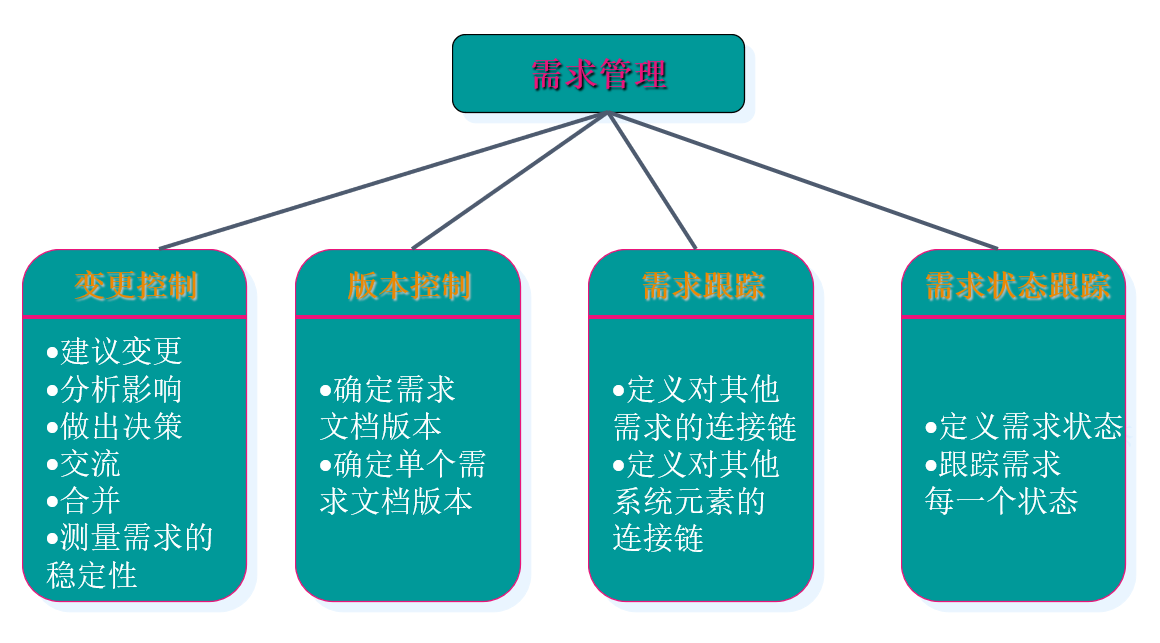 需求管理
变更控制
•建议变更
•分析影响
•做出决策
•交流
•合并
•测量需求的
稳定性
版本控制
•确定需求
文档版本
•确定单个需
求文档版本
需求跟踪
•定义对其他
需求的连接链
•定义对其他
系统元素的
连接链
需求状态跟踪
•定义需求状态
•跟踪需求
每一个状态